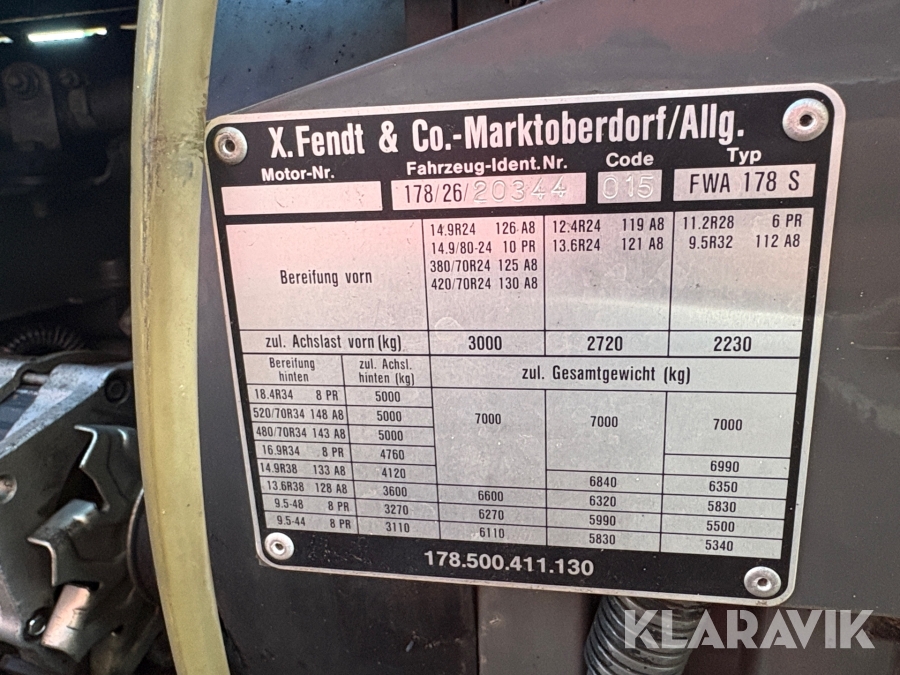 X.Fendt & Co.-Marktoberdorf/Allg.
Motor-Nr. Fahrzeug-Ident.Nr. Code Typ
178/26/20344 015 FWA 178 S
Bereifung vorn
14.9R24 126 A8
14.9/80-24 10 PR
380/70R24 125 A8
420/70R24 130 A8
12.4R24 119 A8
13.6R24 121 A8
11.2R28 6 PR
9.5R32 112 A8
zul. Achslast vorn (kg) 3000 2720 2230
Bereifung
hinten
zul. Achsl.
hinten (kg)
zul. Gesamtgewicht (kg)
18.4R34 8 PR 5000
520/70R34 148 A8 5000
480/70R34 143 A8 5000
7000 7000 7000
16.9R34 8 PR 4760 6990
14.9R38 133 A8 4120 6840 6350
13.6R38 128 A8 3600 6600 6320 5830
9.5-48 8 PR 3270 6270 5990 5500
9.5-44 8 PR 3110 6110 5830 5340
178.500.411.130
KLARAVIK